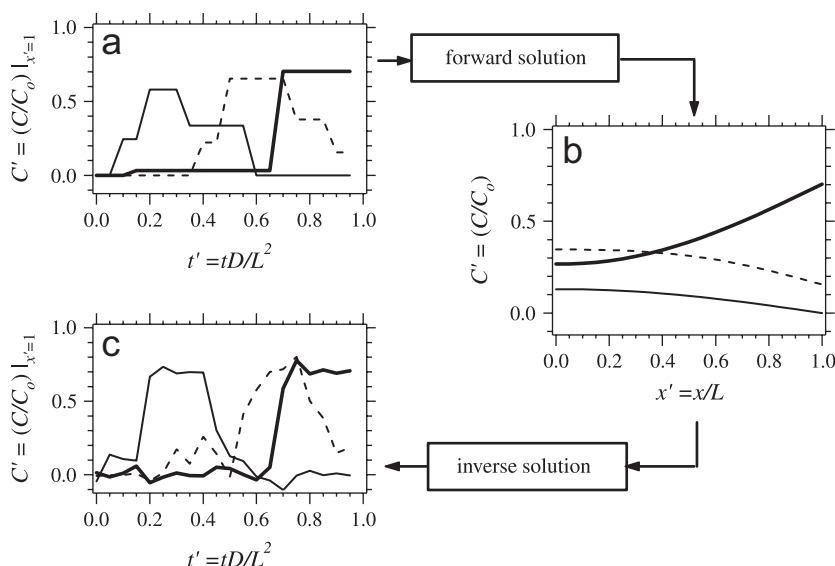 a
1.0
0.5
0.0
C' = (C/Cₒ) |ₓ'₌₁
0.0 0.2 0.4 0.6 0.8 1.0
t' =tD/L²
forward solution
b
1.0
0.5
0.0
C' = (C/Cₒ)
0.0 0.2 0.4 0.6 0.8 1.0
x' =x/L
inverse solution
c
1.0
0.5
0.0
C' = (C/Cₒ) |ₓ'₌₁
0.0 0.2 0.4 0.6 0.8 1.0
t' =tD/L²